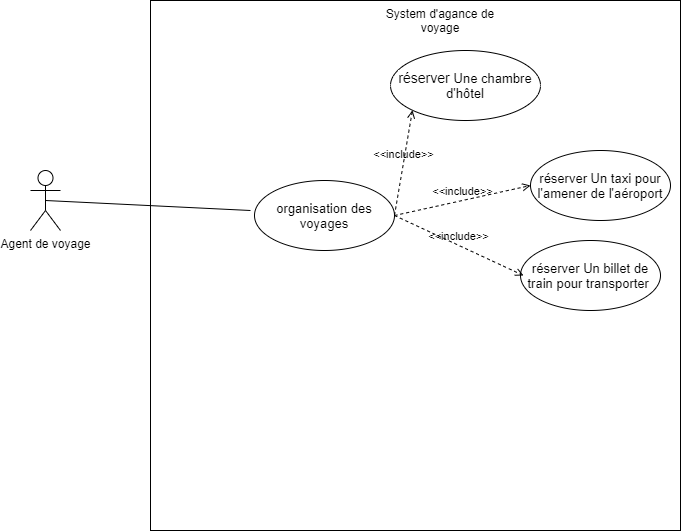 System d'agance de
voyage
réserver Une chambre
d'hôtel
<<include>>
réserver Un taxi pour
l'amener de l'aéroport
<<include>>
organisation des
voyages
<<include>>
Agent de voyage
réserver Un billet de
train pour transporter